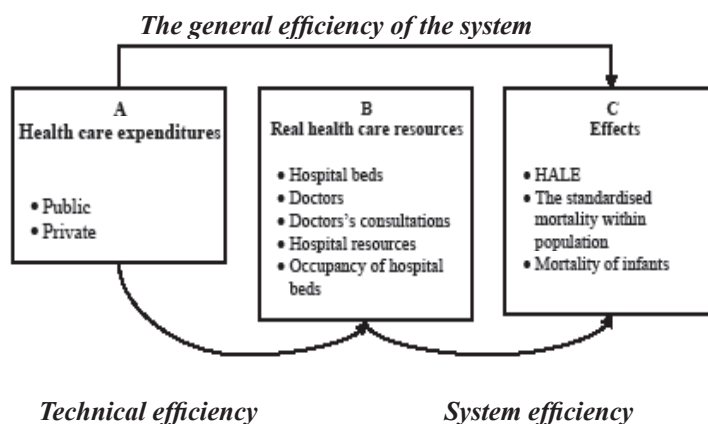 The general efficiency of the system
A
Health care expenditures
• Public
• Private
B
Real health care resources
• Hospital beds
• Doctors
• Doctors's consultations
• Hospital resources
• Occupancy of hospital
beds
C
Effects
• HALE
• The standardised
mortality within
population
• Mortality of infants
Technical efficiency
System efficiency